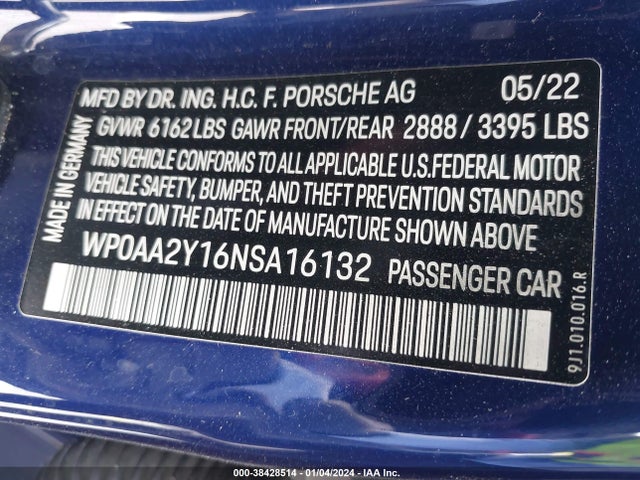 MFD BY DR. ING. H.C. F. PORSCHE AG 05/22
GVWR 6162 LBS GAWR FRONT/REAR 2888 / 3395 LBS
THIS VEHICLE CONFORMS TO ALL APPLICABLE U.S.FEDERAL MOTOR
VEHICLE SAFETY, BUMPER, AND THEFT PREVENTION STANDARDS
IN EFFECT ON THE DATE OF MANUFACTURE SHOWN ABOVE
WP0AA2Y16NSA16132 PASSENGER CAR
MADE IN GERMANY
9J1.010.016.R
000-38428514 - 01/04/2024 - IAA Inc.